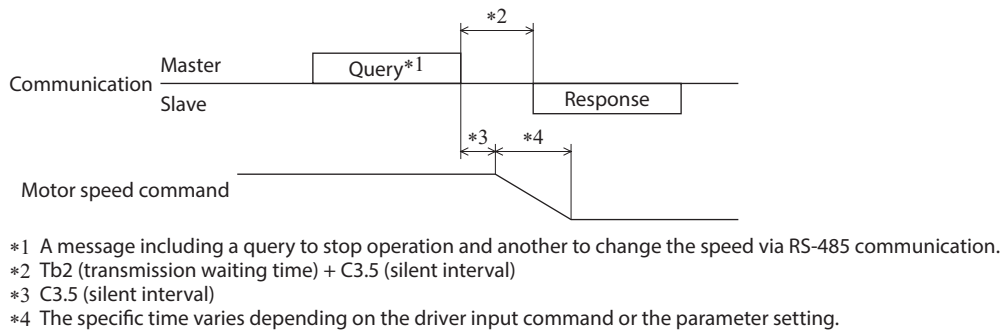 *2
Master
Communication
Query*1
Slave
Response
*3
*4
Motor speed command
*1 A message including a query to stop operation and another to change the speed via RS-485 communication.
*2 Tb2 (transmission waiting time) + C3.5 (silent interval)
*3 C3.5 (silent interval)
*4 The specific time varies depending on the driver input command or the parameter setting.